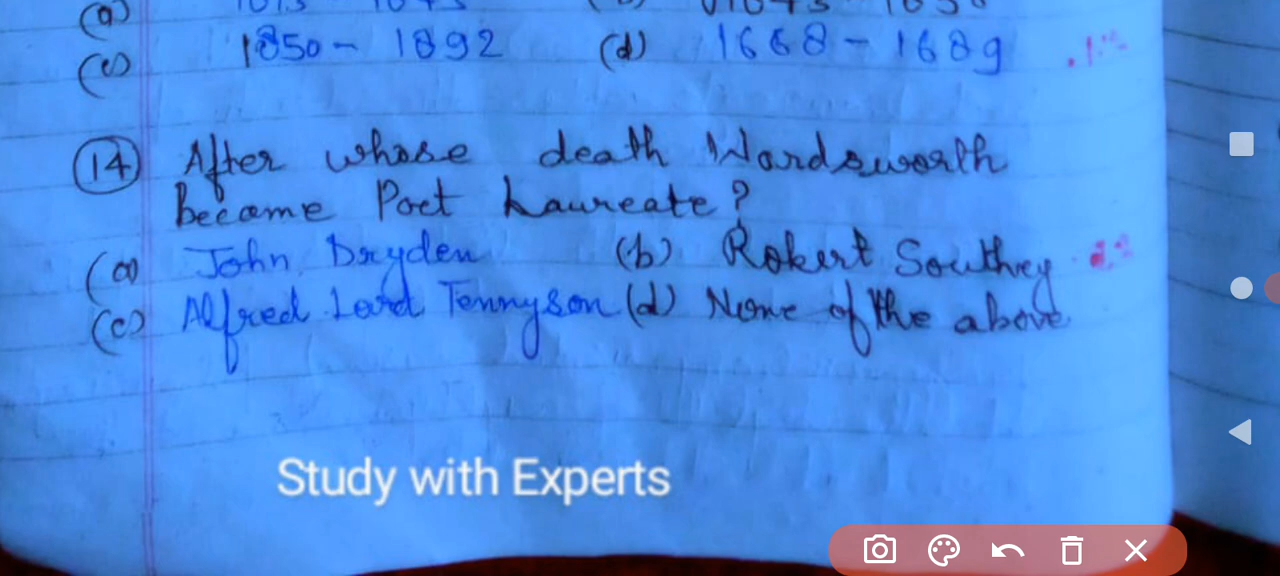 (a)
(c) 1850 - 1892 (d) 1668 - 1689
(14) After whose death Wordsworth
became Poet Laureate?
(a) John Dryden (b) Rokert Southey
(c) Alfred Lord Tennyson (d) None of the above
Study with Experts